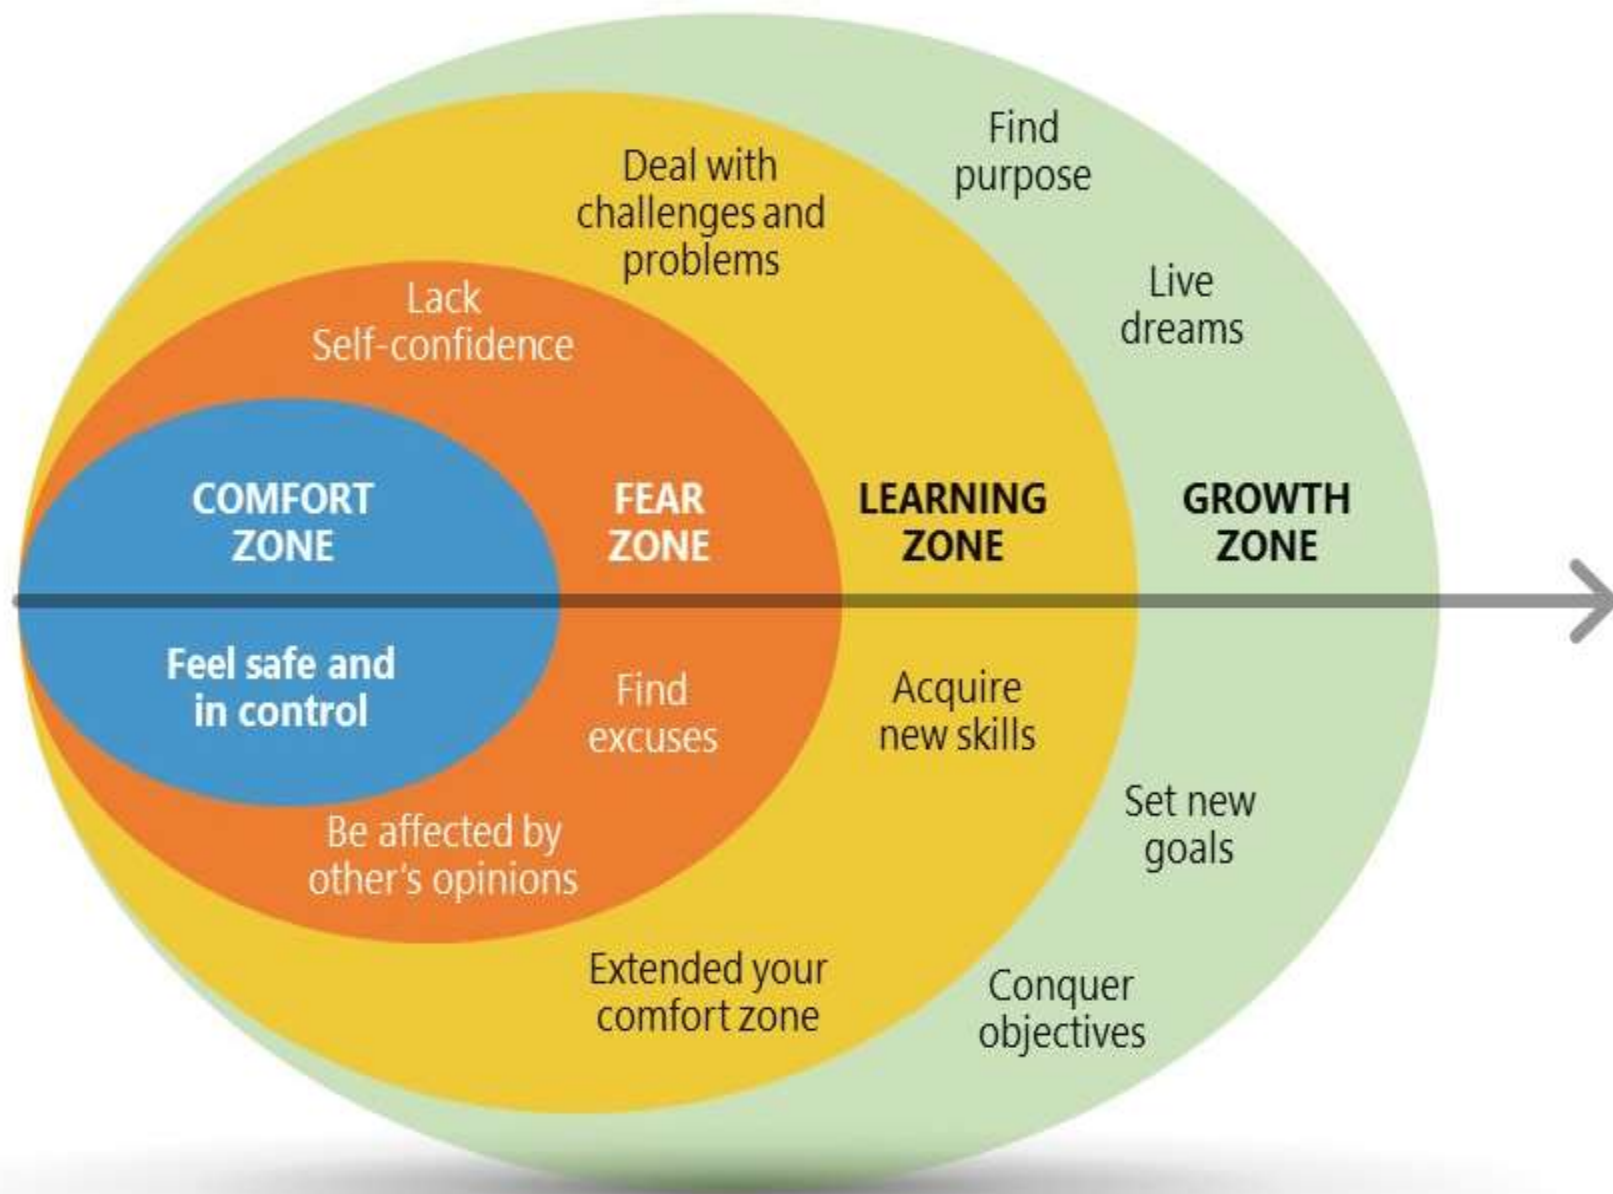 COMFORT
ZONE
Feel safe and
in control
Lack
Self-confidence
FEAR
ZONE
Find
excuses
Be affected by
other's opinions
Deal with
challenges and
problems
LEARNING
ZONE
Acquire
new skills
Extended your
comfort zone
Find
purpose
Live
dreams
GROWTH
ZONE
Set new
goals
Conquer
objectives